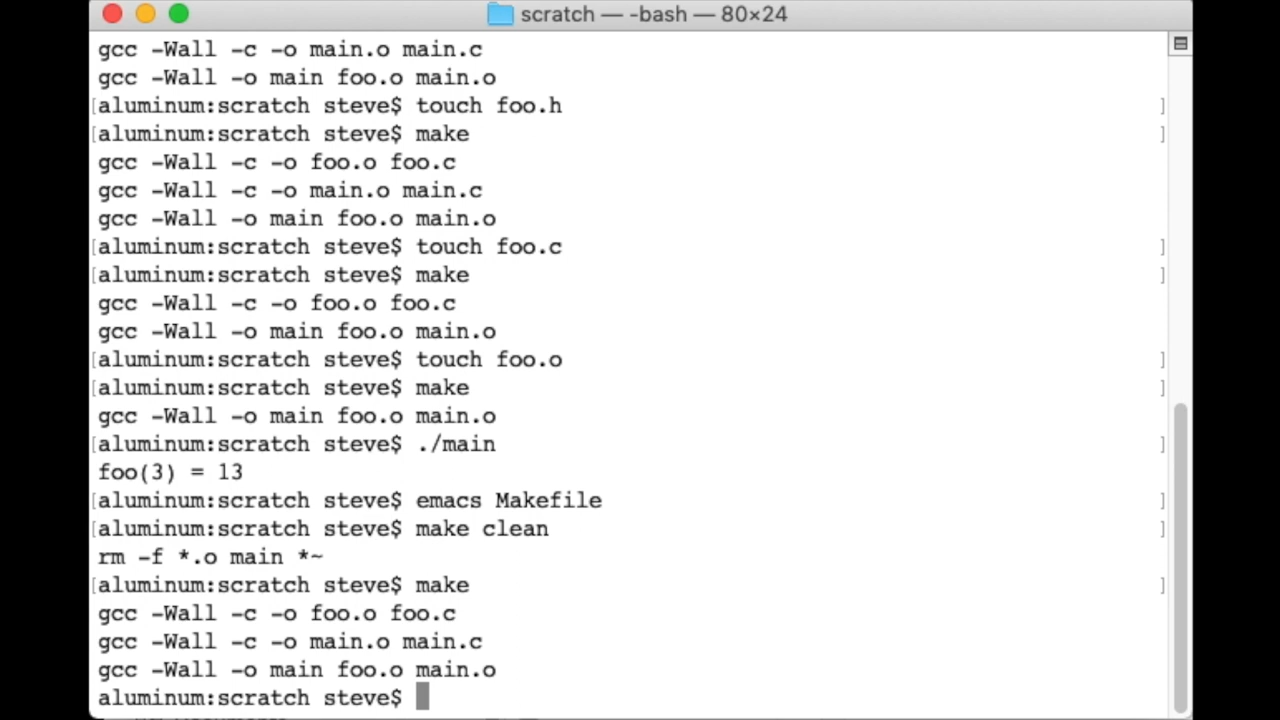 scratch — -bash — 80×24
gcc -Wall -c -o main.o main.c
gcc -Wall -o main foo.o main.o
[aluminum:scratch steve$ touch foo.h ]
[aluminum:scratch steve$ make ]
gcc -Wall -c -o foo.o foo.c
gcc -Wall -c -o main.o main.c
gcc -Wall -o main foo.o main.o
[aluminum:scratch steve$ touch foo.c ]
[aluminum:scratch steve$ make ]
gcc -Wall -c -o foo.o foo.c
gcc -Wall -o main foo.o main.o
[aluminum:scratch steve$ touch foo.o ]
[aluminum:scratch steve$ make ]
gcc -Wall -o main foo.o main.o
[aluminum:scratch steve$ ./main ]
foo(3) = 13
[aluminum:scratch steve$ emacs Makefile ]
[aluminum:scratch steve$ make clean ]
rm -f *.o main *~
[aluminum:scratch steve$ make ]
gcc -Wall -c -o foo.o foo.c
gcc -Wall -c -o main.o main.c
gcc -Wall -o main foo.o main.o
aluminum:scratch steve$